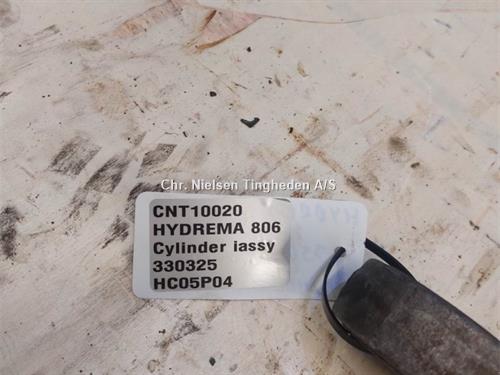 Chr. Nielsen Tingheden A/S
CNT10020
HYDREMA 806
Cylinder iassy
330325
HC05P04